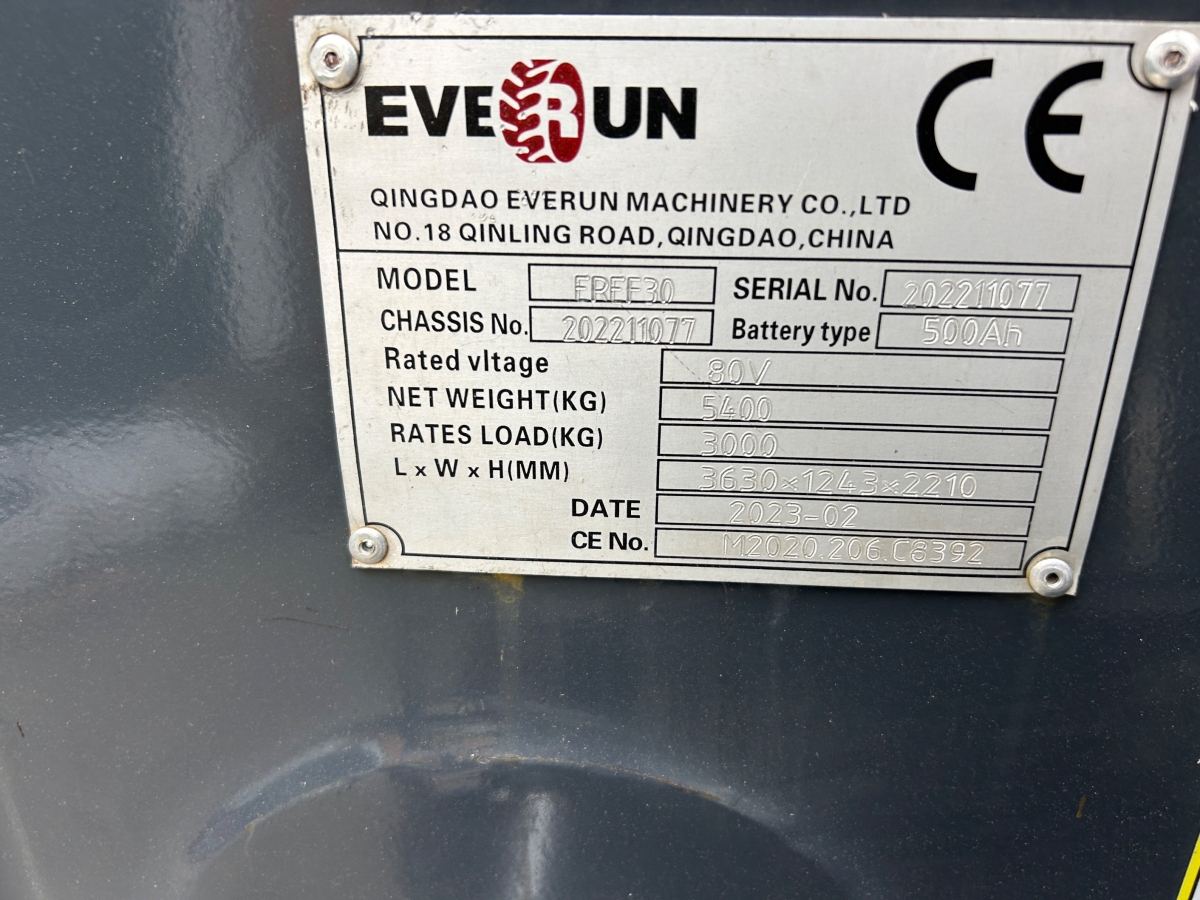 EVERUN CE
QINGDAO EVERUN MACHINERY CO.,LTD
NO.18 QINLING ROAD,QINGDAO,CHINA
MODEL EREF30 SERIAL No. 202211077
CHASSIS No. 202211077 Battery type 500Ah
Rated vltage 80V
NET WEIGHT(KG) 5400
RATES LOAD(KG) 3000
L x W x H(MM) 3630×1243×2210
DATE 2023-02
CE No. M2020.206.C8392